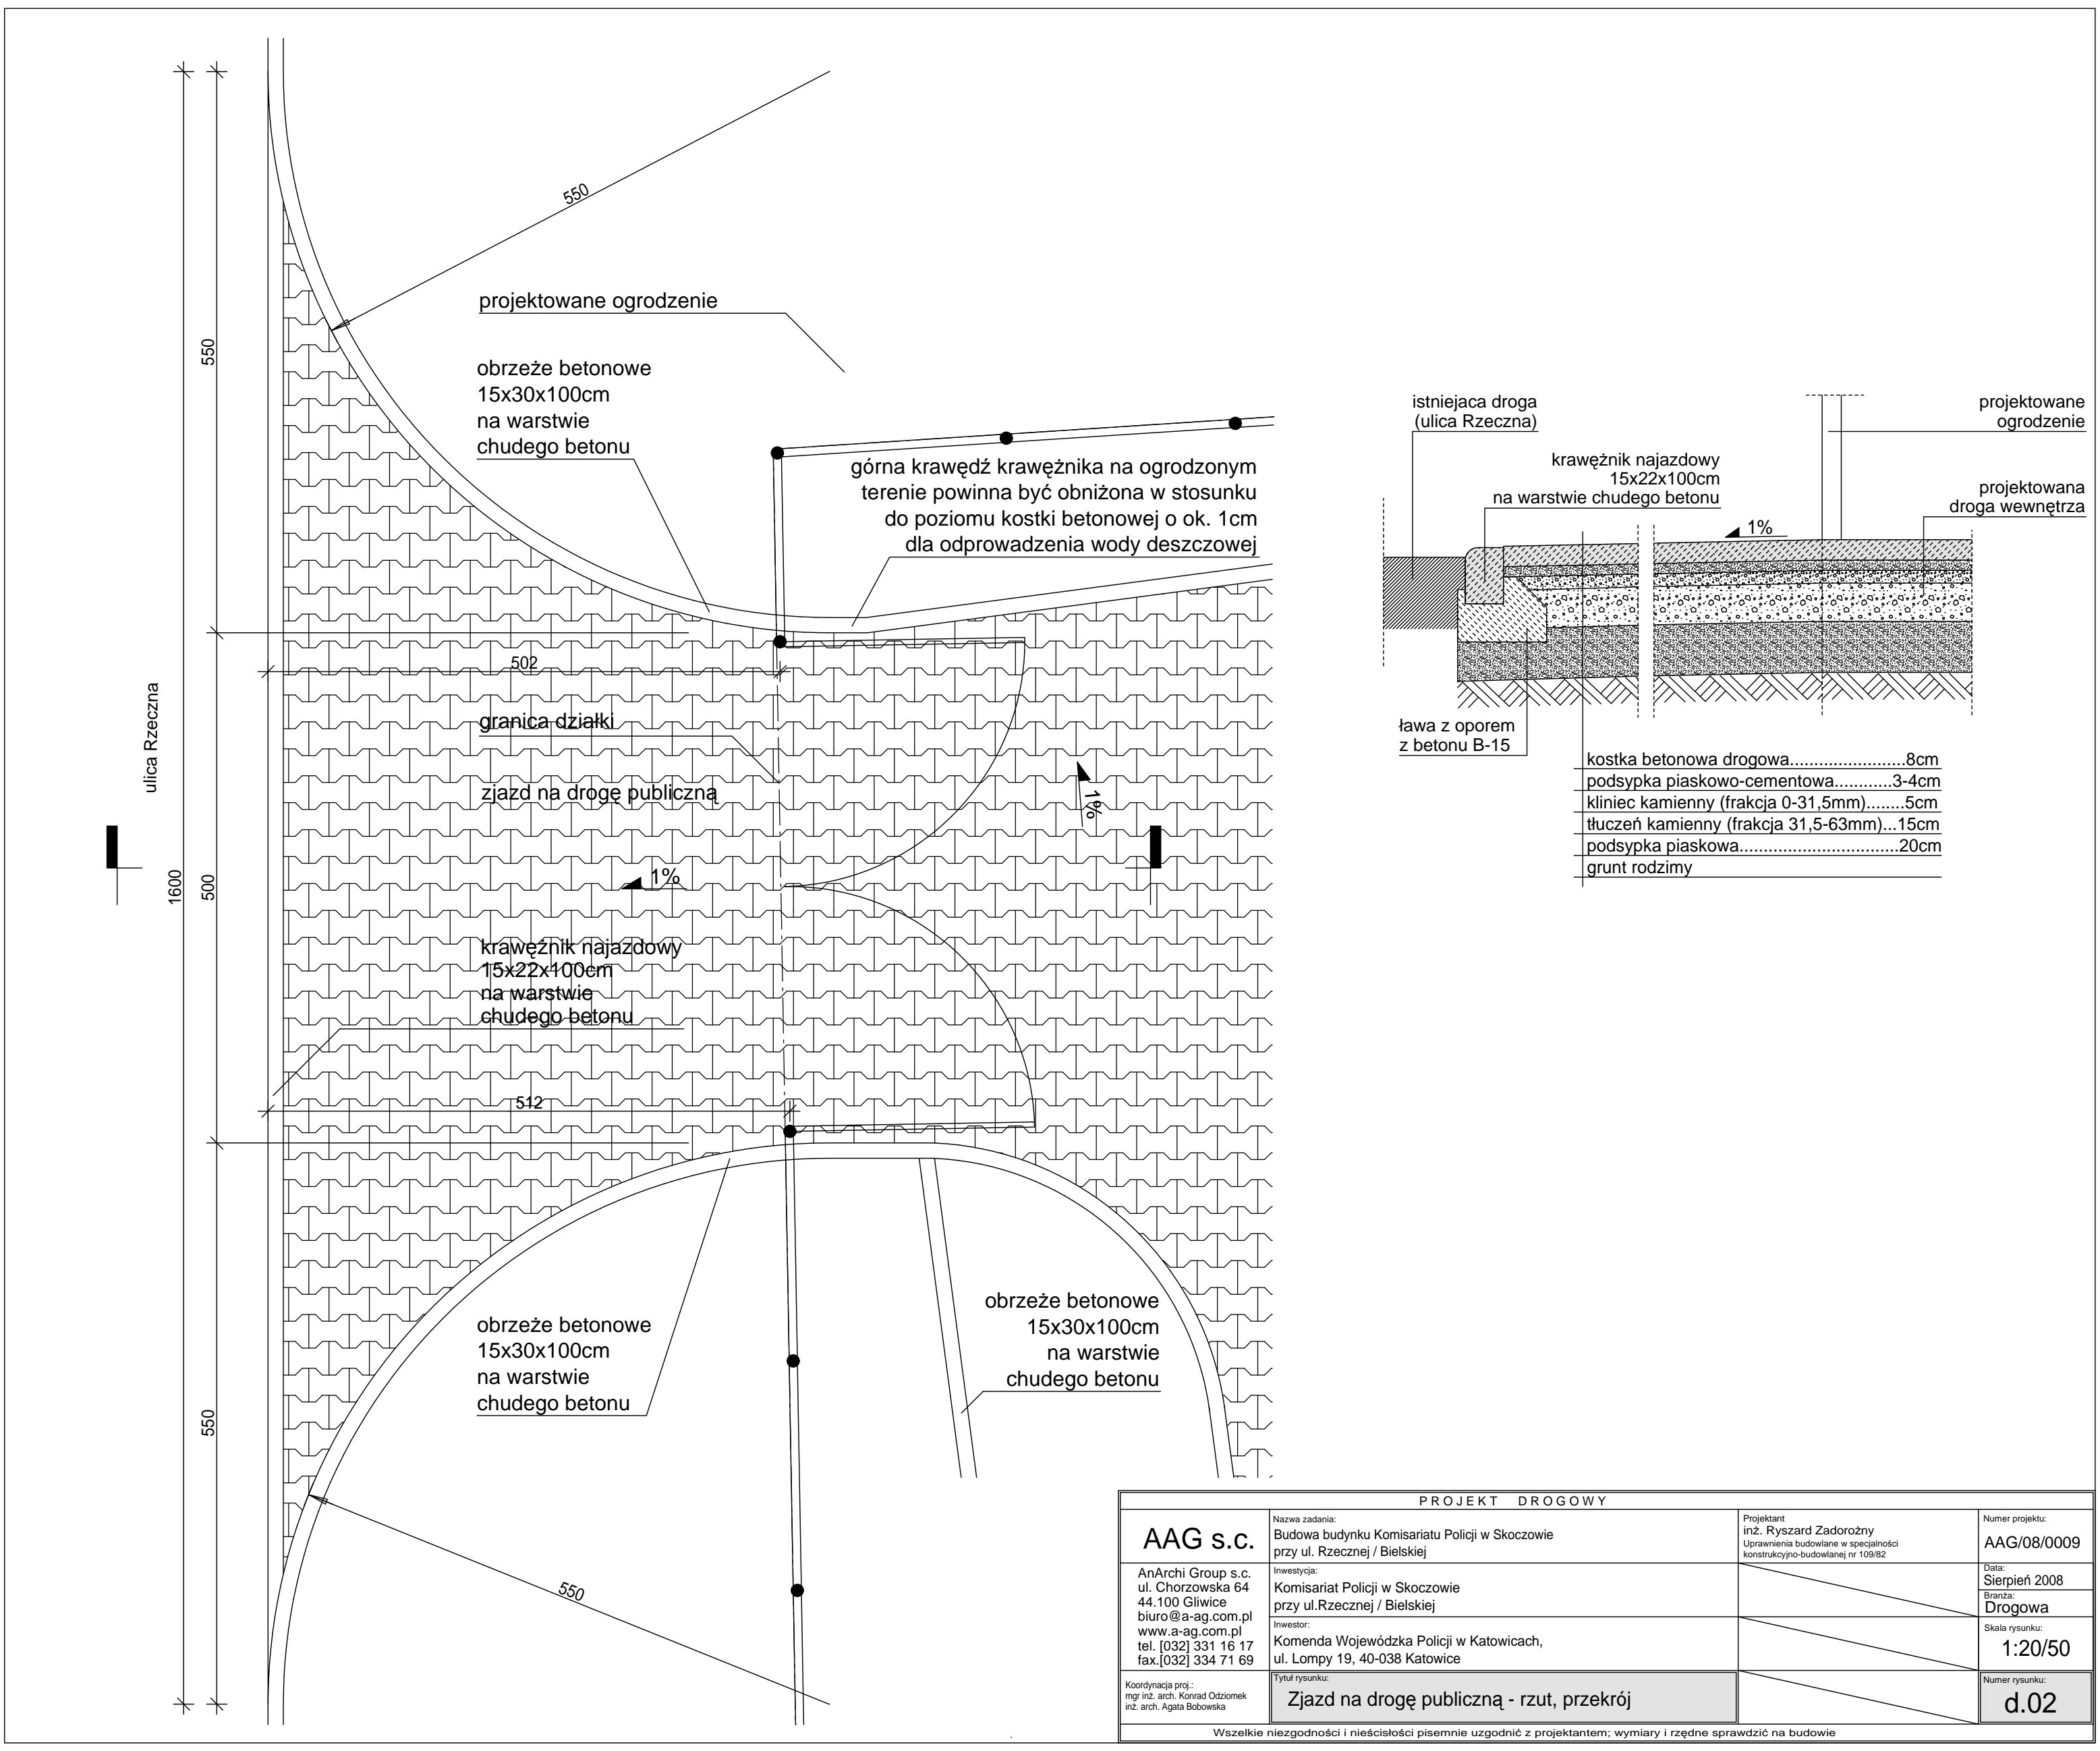 550
projektowane ogrodzenie
obrzeże betonowe
15x30x100cm
na warstwie
chudego betonu
górna krawędź krawężnika na ogrodzonym
terenie powinna być obniżona w stosunku
do poziomu kostki betonowej o ok. 1cm
dla odprowadzenia wody deszczowej
550
502
granica działki
zjazd na drogę publiczną
1%
1%
ulica Rzeczna
1600
500
krawężnik najazdowy
15x22x100cm
na warstwie
chudego betonu
512
obrzeże betonowe
15x30x100cm
na warstwie
chudego betonu
obrzeże betonowe
15x30x100cm
na warstwie
chudego betonu
550
550
istniejaca droga
(ulica Rzeczna)
krawężnik najazdowy
15x22x100cm
na warstwie chudego betonu
1%
projektowane
ogrodzenie
projektowana
droga wewnętrza
ława z oporem
z betonu B-15
kostka betonowa drogowa........................8cm
podsypka piaskowo-cementowa............3-4cm
kliniec kamienny (frakcja 0-31,5mm)........5cm
tłuczeń kamienny (frakcja 31,5-63mm)...15cm
podsypka piaskowa.................................20cm
grunt rodzimy
PROJEKT DROGOWY
AAG s.c.
AnArchi Group s.c.
ul. Chorzowska 64
44.100 Gliwice
biuro@a-ag.com.pl
www.a-ag.com.pl
tel. [032] 331 16 17
fax.[032] 334 71 69
Koordynacja proj.:
mgr inż. arch. Konrad Odziomek
inż. arch. Agata Bobowska
Nazwa zadania:
Budowa budynku Komisariatu Policji w Skoczowie
przy ul. Rzecznej / Bielskiej
Inwestycja:
Komisariat Policji w Skoczowie
przy ul.Rzecznej / Bielskiej
Inwestor:
Komenda Wojewódzka Policji w Katowicach,
ul. Lompy 19, 40-038 Katowice
Tytuł rysunku:
Zjazd na drogę publiczną - rzut, przekrój
Projektant
inż. Ryszard Zadorożny
Uprawnienia budowlane w specjalności
konstrukcyjno-budowlanej nr 109/82
Numer projektu:
AAG/08/0009
Data:
Sierpień 2008
Branża:
Drogowa
Skala rysunku:
1:20/50
Numer rysunku:
d.02
Wszelkie niezgodności i nieścisłości pisemnie uzgodnić z projektantem; wymiary i rzędne sprawdzić na budowie